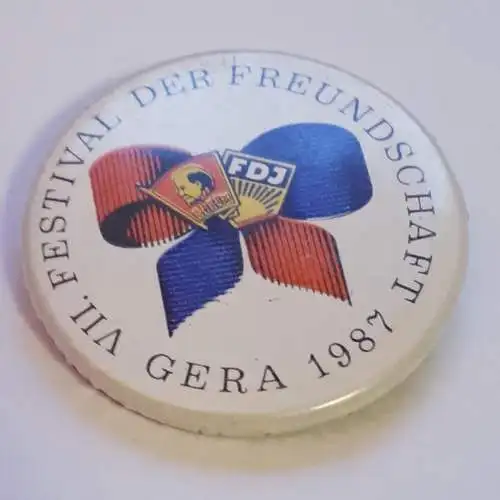 VII. FESTIVAL DER FREUNDSCHAFT
GERA 1987
FDJ